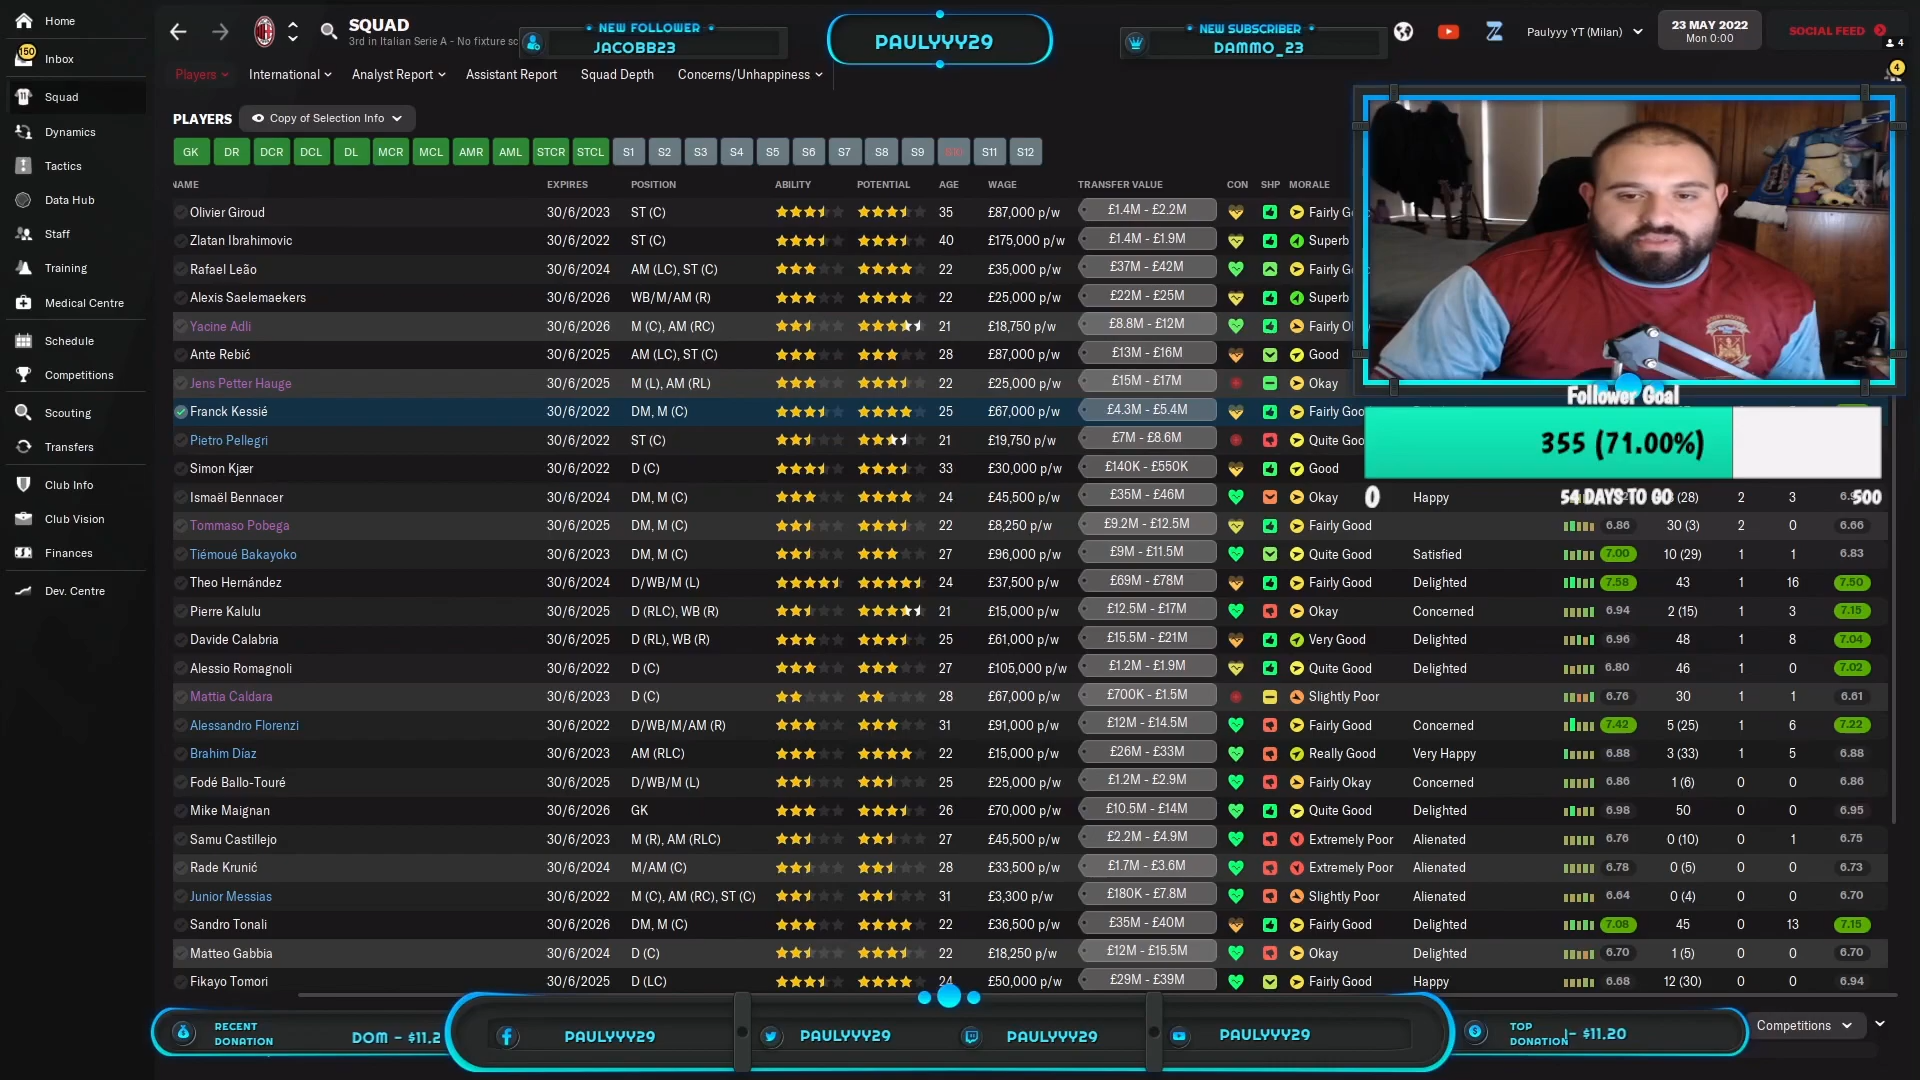 Home
150
Inbox
Squad
Dynamics
Tactics
Data Hub
Staff
Training
Medical Centre
Schedule
Competitions
Scouting
Transfers
Club Info
Club Vision
Finances
Dev. Centre
SQUAD
3rd in Italian Serie A - No fixture sc
NEW FOLLOWER
JACOBB23
PAULYYY29
NEW SUBSCRIBER
DAMMO_23
Paulyyy YT (Milan)
23 MAY 2022
Mon 0:00
SOCIAL FEED
4
4
Players International Analyst Report Assistant Report Squad Depth Concerns/Unhappiness
PLAYERS Copy of Selection Info
GK DR DCR DCL DL MCR MCL AMR AML STCR STCL S1 S2 S3 S4 S5 S6 S7 S8 S9 S10 S11 S12
NAME EXPIRES POSITION ABILITY POTENTIAL AGE WAGE TRANSFER VALUE CON SHP MORALE
Olivier Giroud 30/6/2023 ST (C) 35 £87,000 p/w £1.4M - £2.2M Fairly Go
Zlatan Ibrahimovic 30/6/2022 ST (C) 40 £175,000 p/w £1.4M - £1.9M Superb
Rafael Leão 30/6/2024 AM (LC), ST (C) 22 £35,000 p/w £37M - £42M Fairly Go
Alexis Saelemaekers 30/6/2026 WB/M/AM (R) 22 £25,000 p/w £22M - £25M Superb
Yacine Adli 30/6/2026 M (C), AM (RC) 21 £18,750 p/w £8.8M - £12M Fairly O
Ante Rebić 30/6/2025 AM (LC), ST (C) 28 £87,000 p/w £13M - £16M Good
Jens Petter Hauge 30/6/2025 M (L), AM (RL) 22 £25,000 p/w £15M - £17M Okay
Franck Kessié 30/6/2022 DM, M (C) 25 £67,000 p/w £4.3M - £5.4M Fairly Goo
Pietro Pellegri 30/6/2022 ST (C) 21 £19,750 p/w £7M - £8.6M Quite Goo
Simon Kjær 30/6/2022 D (C) 33 £30,000 p/w £140K - £550K Good
Ismaël Bennacer 30/6/2024 DM, M (C) 24 £45,500 p/w £35M - £46M Okay Happy (28) 2 3
Tommaso Pobega 30/6/2025 DM, M (C) 22 £8,250 p/w £9.2M - £12.5M Fairly Good 6.86 30 (3) 2 0 6.66
Tiémoué Bakayoko 30/6/2023 DM, M (C) 27 £96,000 p/w £9M - £11.5M Quite Good Satisfied 7.00 10 (29) 1 1 6.83
Theo Hernández 30/6/2024 D/WB/M (L) 24 £37,500 p/w £69M - £78M Fairly Good Delighted 7.58 43 1 16 7.50
Pierre Kalulu 30/6/2025 D (RLC), WB (R) 21 £15,000 p/w £12.5M - £17M Okay Concerned 6.94 2 (15) 1 3 7.15
Davide Calabria 30/6/2025 D (RL), WB (R) 25 £61,000 p/w £15.5M - £21M Very Good Delighted 6.96 48 1 8 7.04
Alessio Romagnoli 30/6/2022 D (C) 27 £105,000 p/w £1.2M - £1.9M Quite Good Delighted 6.80 46 1 0 7.02
Mattia Caldara 30/6/2023 D (C) 28 £67,000 p/w £700K - £1.5M Slightly Poor 6.76 30 1 1 6.61
Alessandro Florenzi 30/6/2022 D/WB/M/AM (R) 31 £91,000 p/w £12M - £14.5M Fairly Good Concerned 7.42 5 (25) 1 6 7.22
Brahim Díaz 30/6/2023 AM (RLC) 22 £15,000 p/w £26M - £33M Really Good Very Happy 6.88 3 (33) 1 5 6.88
Fodé Ballo-Touré 30/6/2025 D/WB/M (L) 25 £25,000 p/w £1.2M - £2.9M Fairly Okay Concerned 6.86 1 (6) 0 0 6.86
Mike Maignan 30/6/2026 GK 26 £70,000 p/w £10.5M - £14M Quite Good Delighted 6.98 50 0 0 6.95
Samu Castillejo 30/6/2023 M (R), AM (RLC) 27 £45,500 p/w £2.2M - £4.9M Extremely Poor Alienated 6.76 0 (10) 0 1 6.75
Rade Krunić 30/6/2024 M/AM (C) 28 £33,500 p/w £1.7M - £3.6M Extremely Poor Alienated 6.78 0 (5) 0 0 6.73
Junior Messias 30/6/2022 M (C), AM (RC), ST (C) 31 £3,300 p/w £180K - £7.8M Slightly Poor Alienated 6.64 0 (4) 0 0 6.70
Sandro Tonali 30/6/2026 DM, M (C) 22 £36,500 p/w £35M - £40M Fairly Good Delighted 7.08 45 0 13 7.15
Matteo Gabbia 30/6/2024 D (C) 22 £18,250 p/w £12M - £15.5M Okay Delighted 6.70 1 (5) 0 0 6.70
Fikayo Tomori 30/6/2025 D (LC) 24 £50,000 p/w £29M - £39M Fairly Good Happy 6.68 12 (30) 0 0 6.94
Follower Goal
355 (71.00%)
0 54 DAYS TO GO 500
RECENT DONATION DOM - $11.2
PAULYYY29 PAULYYY29 PAULYYY29 PAULYYY29
TOP DONATION - $11.20
Competitions